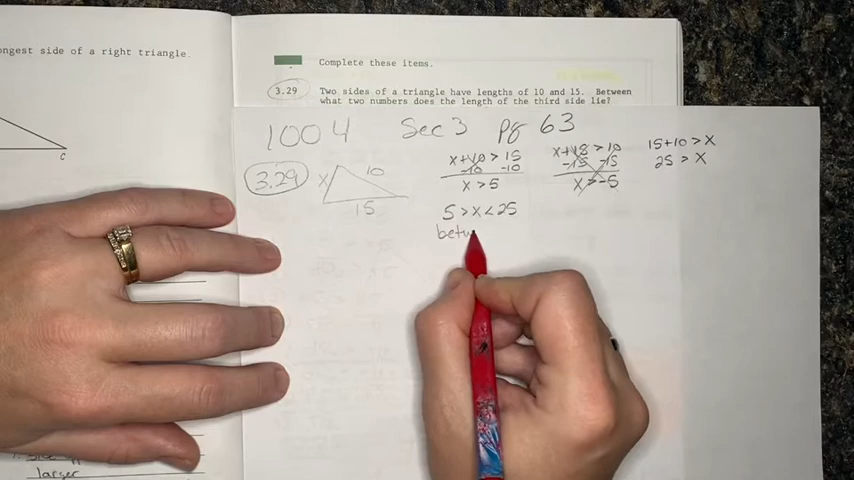 ongest side of a right triangle.
C
Complete these items.
3.29 Two sides of a triangle have lengths of 10 and 15. Between
what two numbers does the length of the third side lie?
1004 Sec 3 pg 63
3.29
x 10
15
x+10 > 15
-10 -10
x > 5
x+15 > 10
-15 -15
x > -5
15+10 > x
25 > x
5 > x < 25
betw
larger